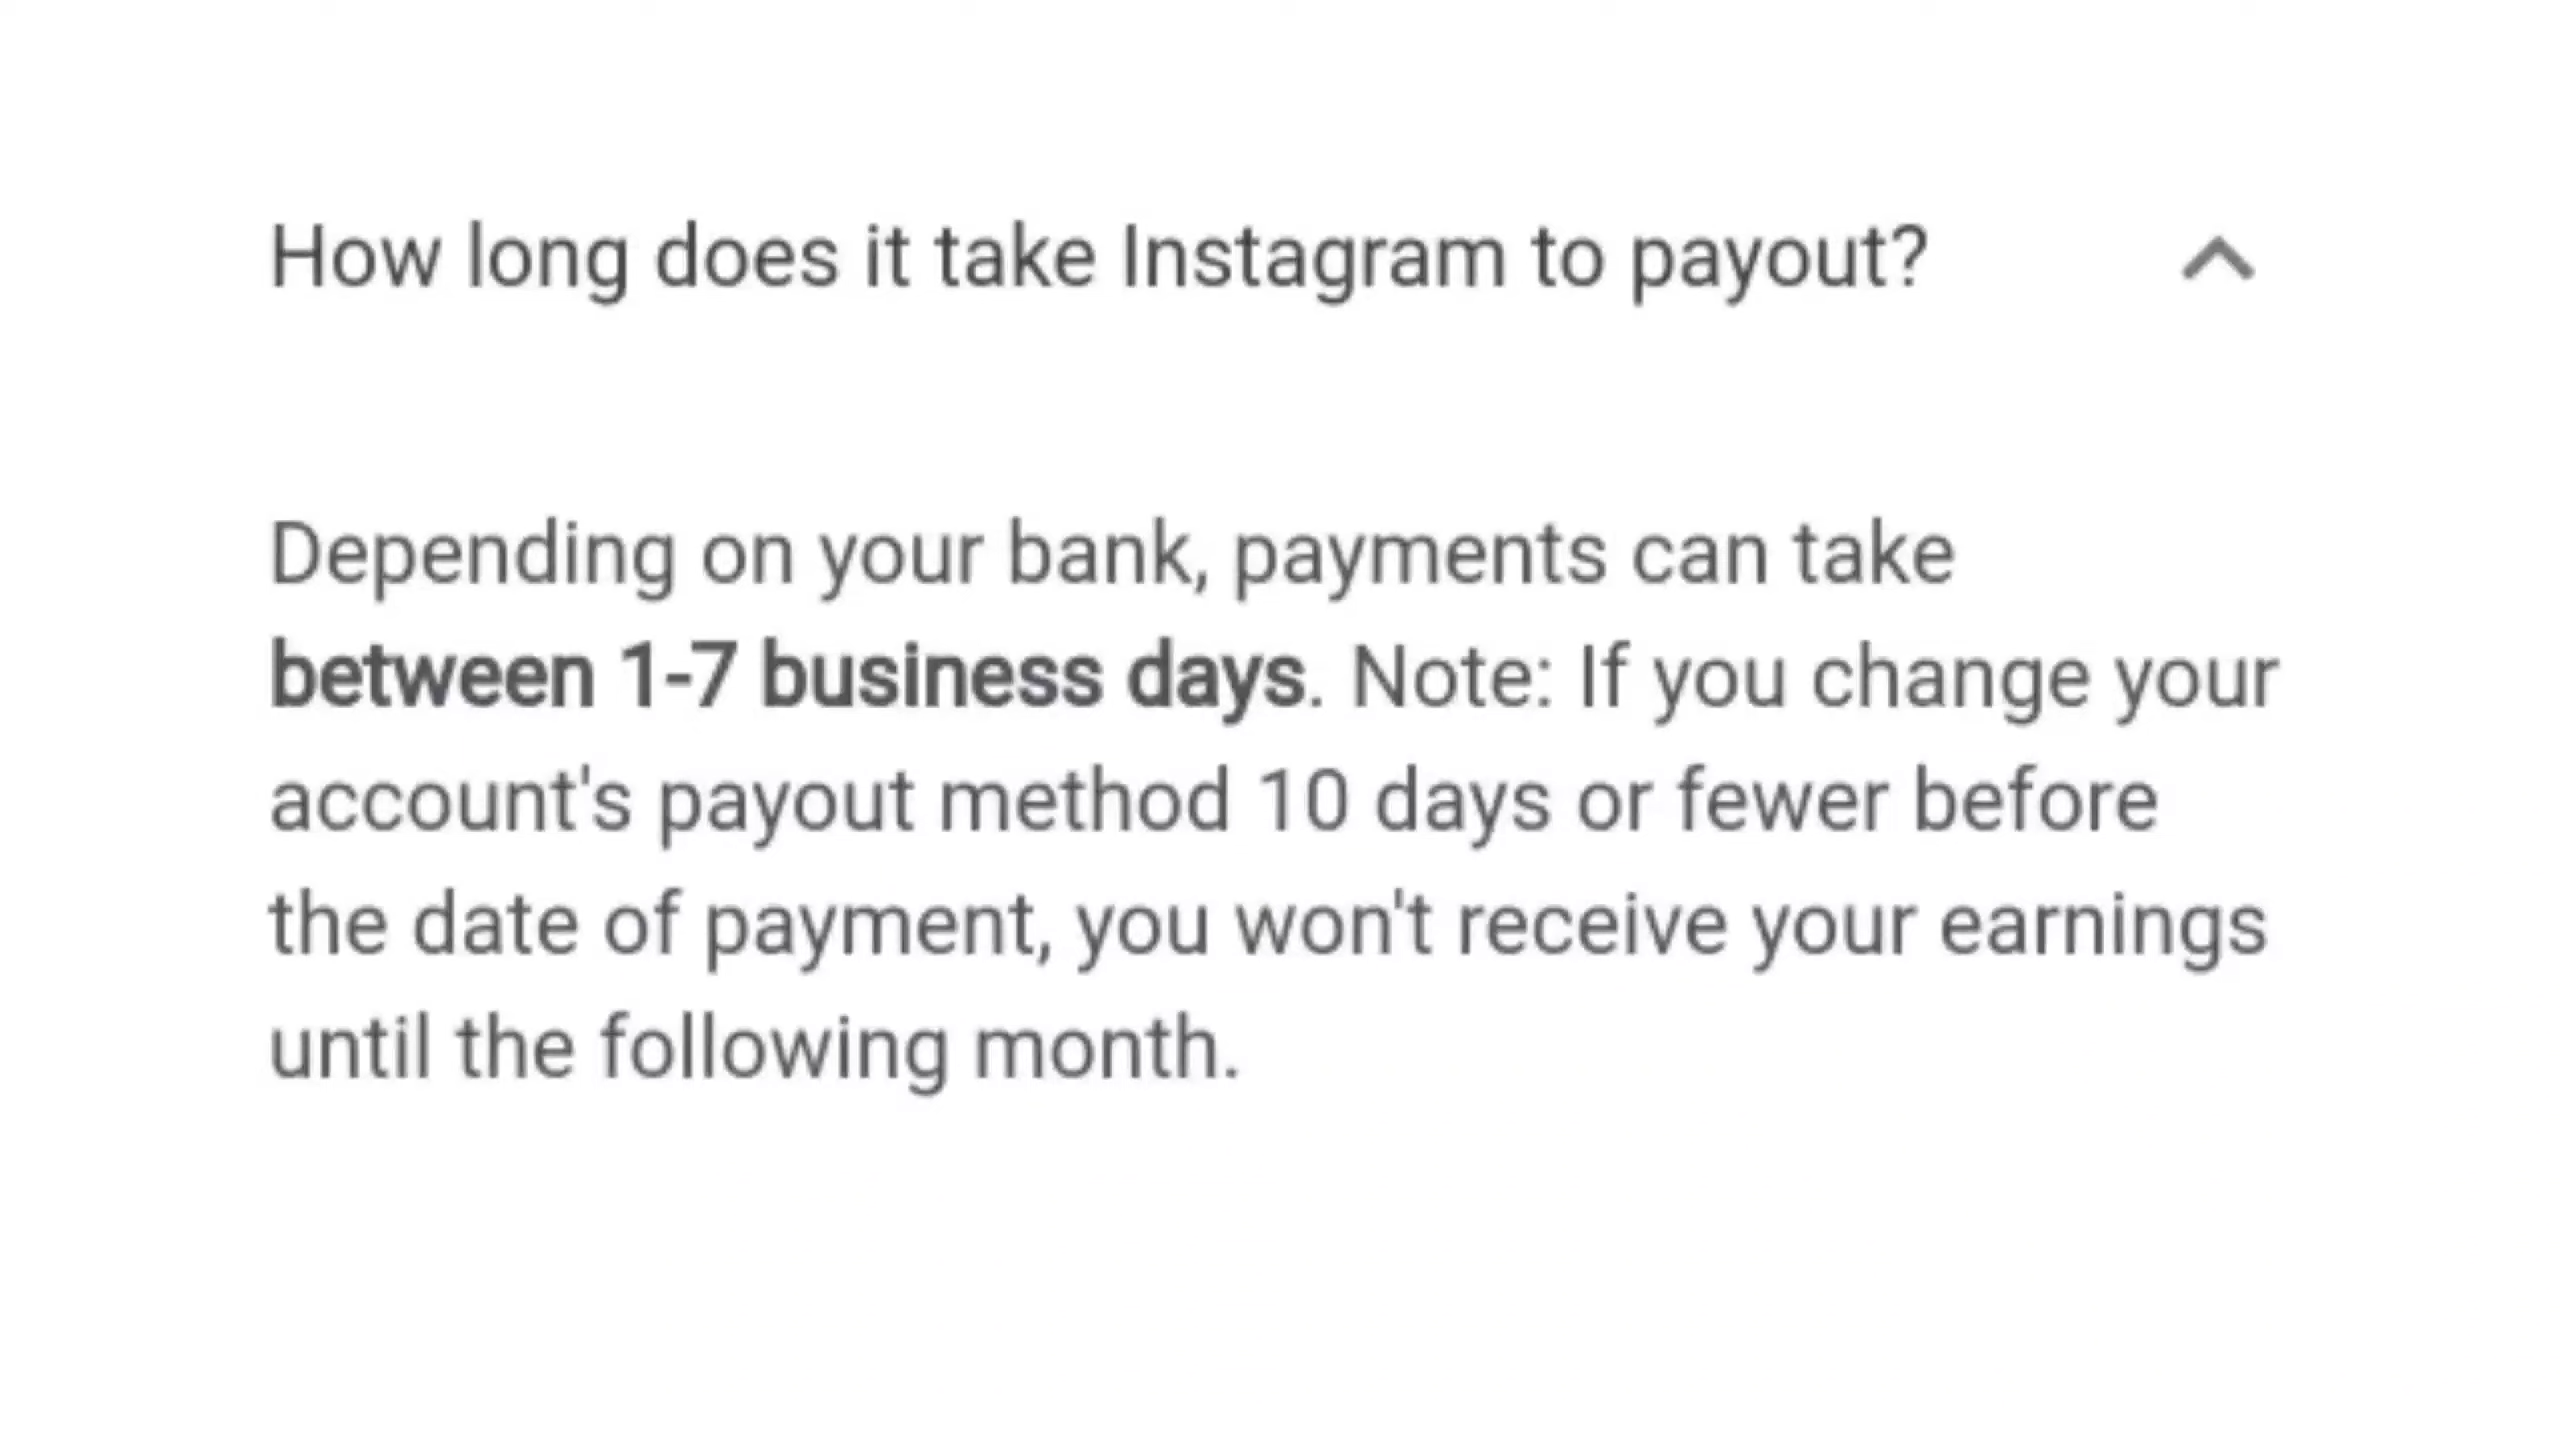 How long does it take Instagram to payout?
Depending on your bank, payments can take
between 1-7 business days. Note: If you change your
account's payout method 10 days or fewer before
the date of payment, you won't receive your earnings
until the following month.